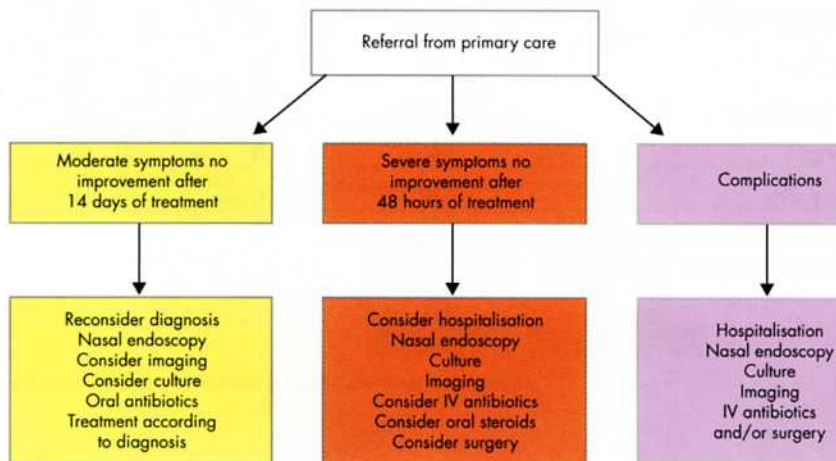 Referral from primary care
Moderate symptoms no
improvement after
14 days of treatment
Severe symptoms no
improvement after
48 hours of treatment
Complications
Reconsider diagnosis
Nasal endoscopy
Consider imaging
Consider culture
Oral antibiotics
Treatment according
to diagnosis
Consider hospitalisation
Nasal endoscopy
Culture
Imaging
Consider IV antibiotics
Consider oral steroids
Consider surgery
Hospitalisation
Nasal endoscopy
Culture
Imaging
IV antibiotics
and/or surgery